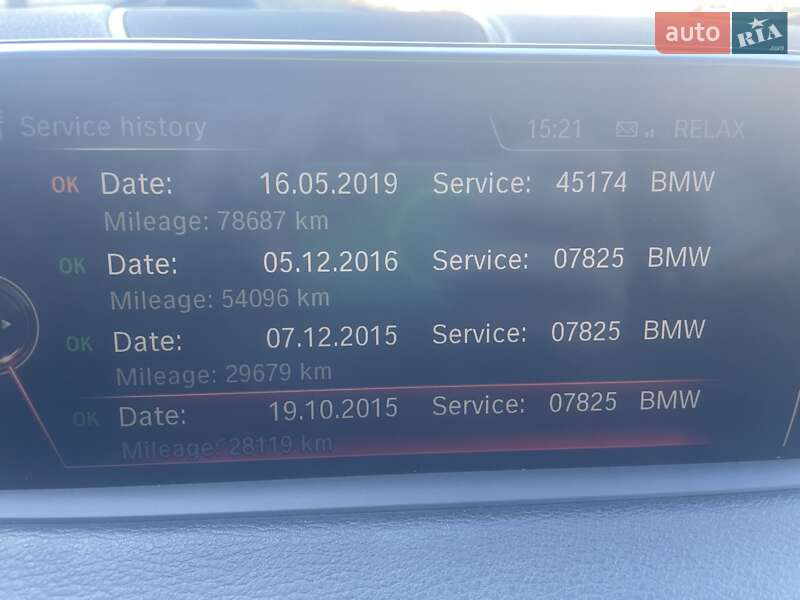 auto RIA.com
Service history 15:21 RELAX
OK Date: 16.05.2019 Service: 45174 BMW
Mileage: 78687 km
OK Date: 05.12.2016 Service: 07825 BMW
Mileage: 54096 km
OK Date: 07.12.2015 Service: 07825 BMW
Mileage: 29679 km
OK Date: 19.10.2015 Service: 07825 BMW
Mileage: 28119 km